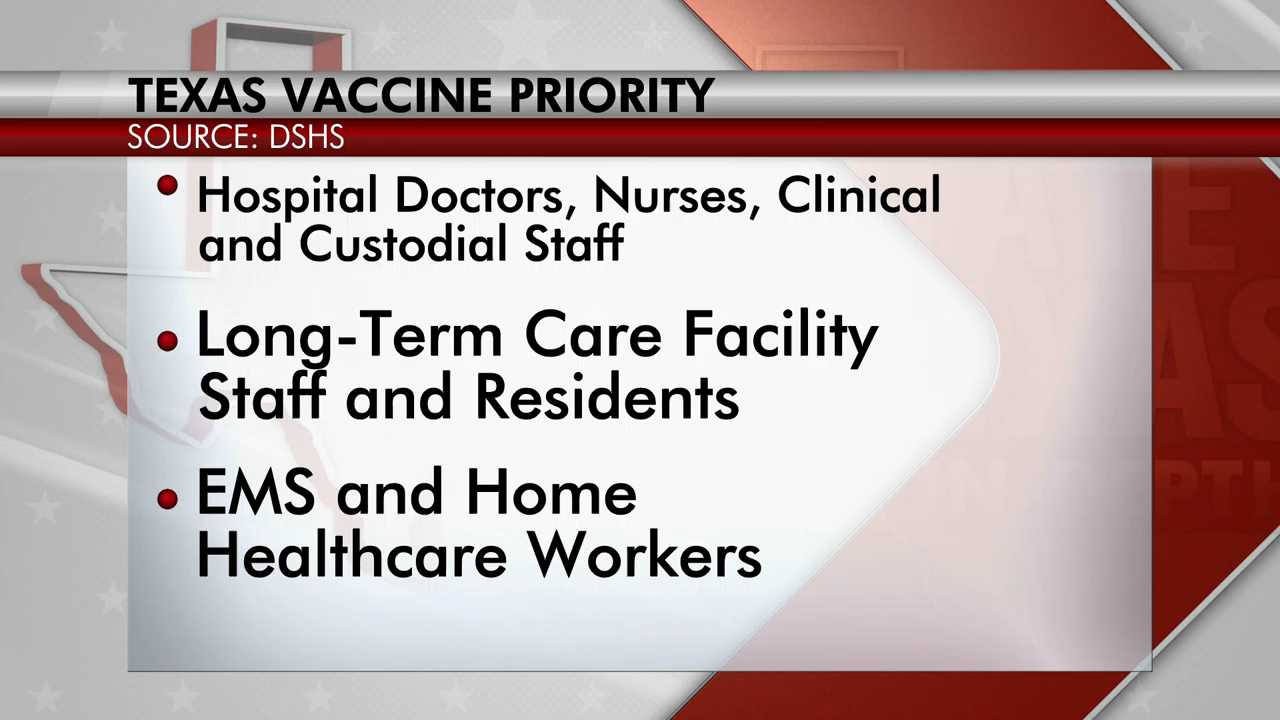 TEXAS VACCINE PRIORITY
SOURCE: DSHS
Hospital Doctors, Nurses, Clinical
and Custodial Staff
Long-Term Care Facility
Staff and Residents
EMS and Home
Healthcare Workers